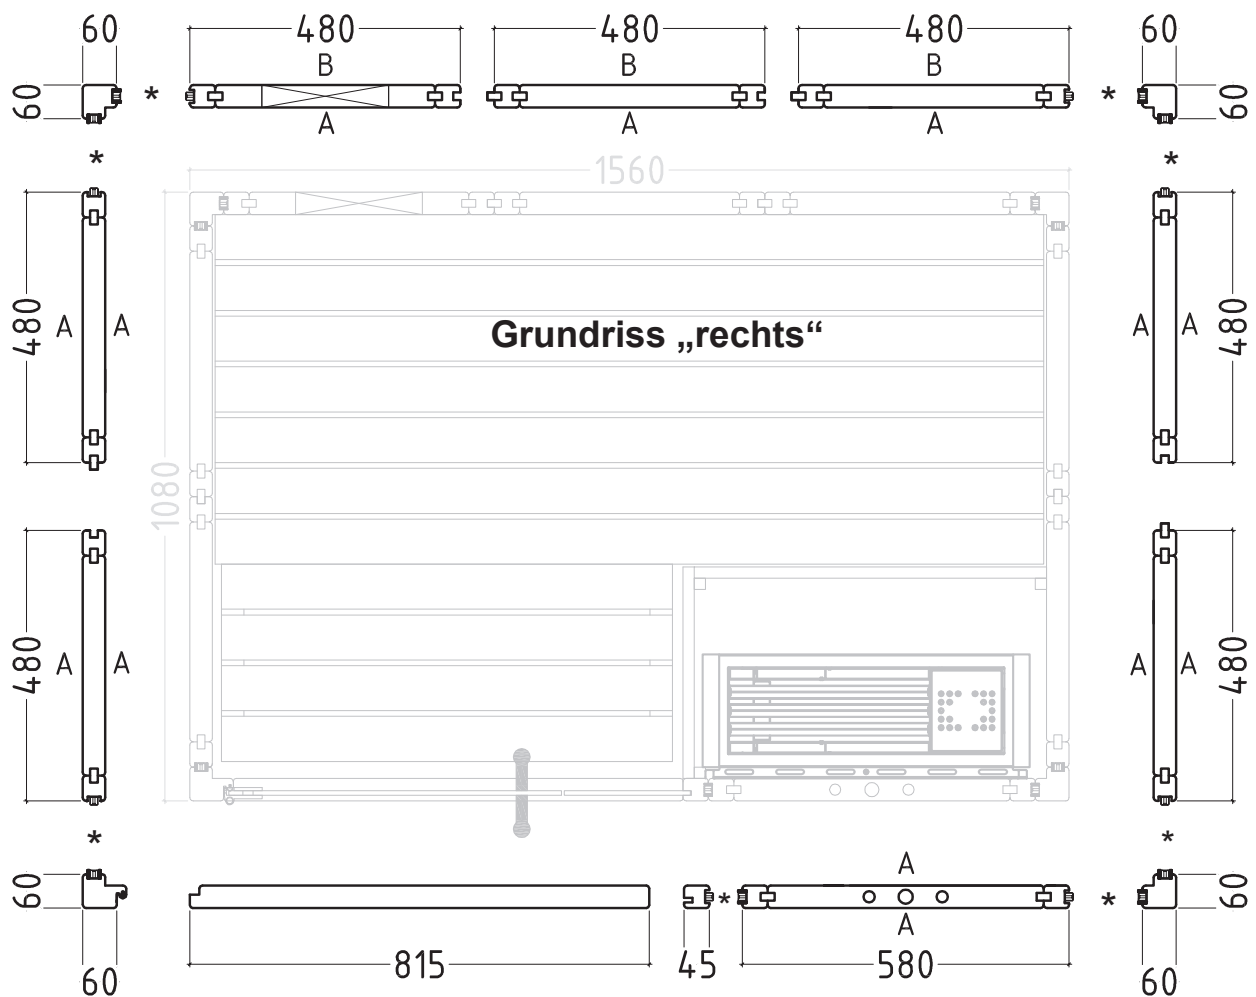 60 480 480 480 60
B B B
60 * * 60
A A A
* *
1560
480 A A A A 480
Grundriss „rechts“
1080
480 A A A A 480
* *
A
60 * * 60
A
815 45 580
60 60